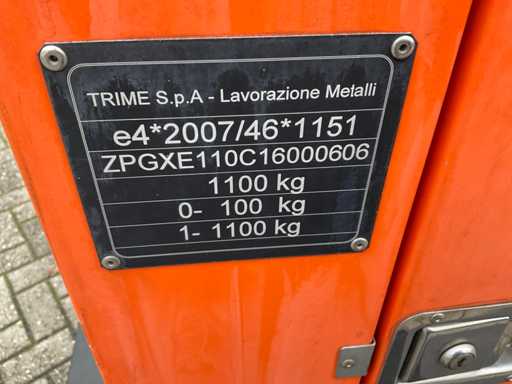 TRIME S.p.A - Lavorazione Metalli
e4*2007/46*1151
ZPGXE110C16000606
1100 kg
0- 100 kg
1- 1100 kg